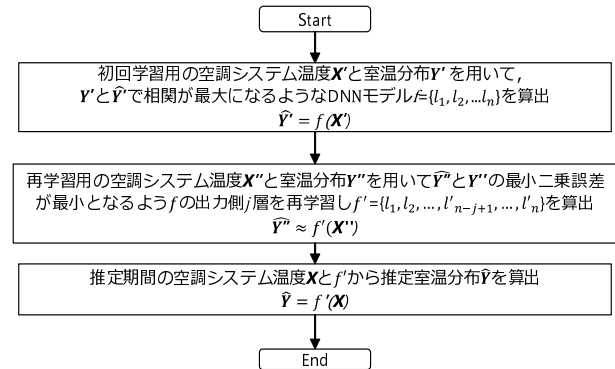 Start
初回学習用の空調システム温度X'と室温分布Y' を用いて,
Y'とŶ'で相関が最大になるようなDNNモデルf={l₁, l₂, ...lₙ}を算出
Ŷ' = f(X')
再学習用の空調システム温度X''と室温分布Y''を用いてŶ''とY''の最小二乗誤差
が最小となるようfの出力側j層を再学習しf'={l₁, l₂, ... , l'ₙ₋ⱼ₊₁, ... , l'ₙ}を算出
Ŷ'' ≈ f'(X'')
推定期間の空調システム温度Xとf'から推定室温分布Ŷを算出
Ŷ = f'(X)
End